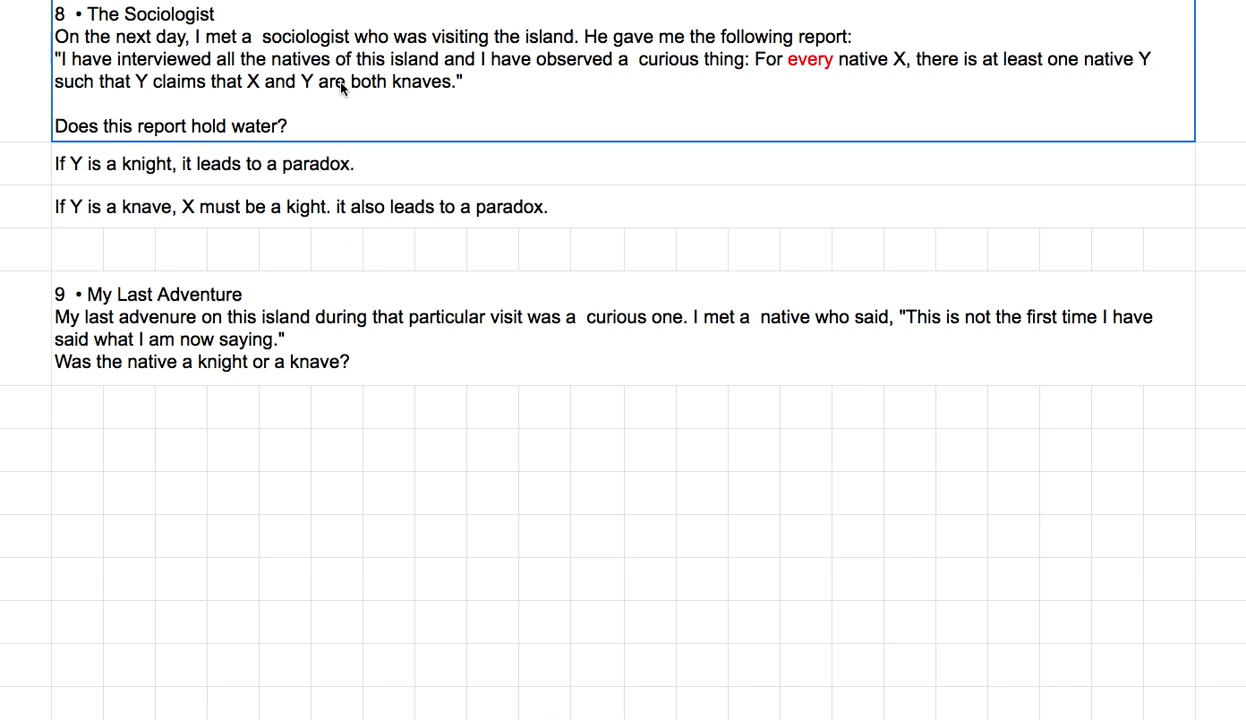 8 • The Sociologist
On the next day, I met a  sociologist who was visiting the island. He gave me the following report:
"I have interviewed all the natives of this island and I have observed a  curious thing: For every native X, there is at least one native Y
such that Y claims that X and Y are both knaves."
Does this report hold water?
If Y is a knight, it leads to a paradox.
If Y is a knave, X must be a kight. it also leads to a paradox.
9 • My Last Adventure
My last advenure on this island during that particular visit was a  curious one. I met a  native who said, "This is not the first time I have
said what I am now saying."
Was the native a knight or a knave?